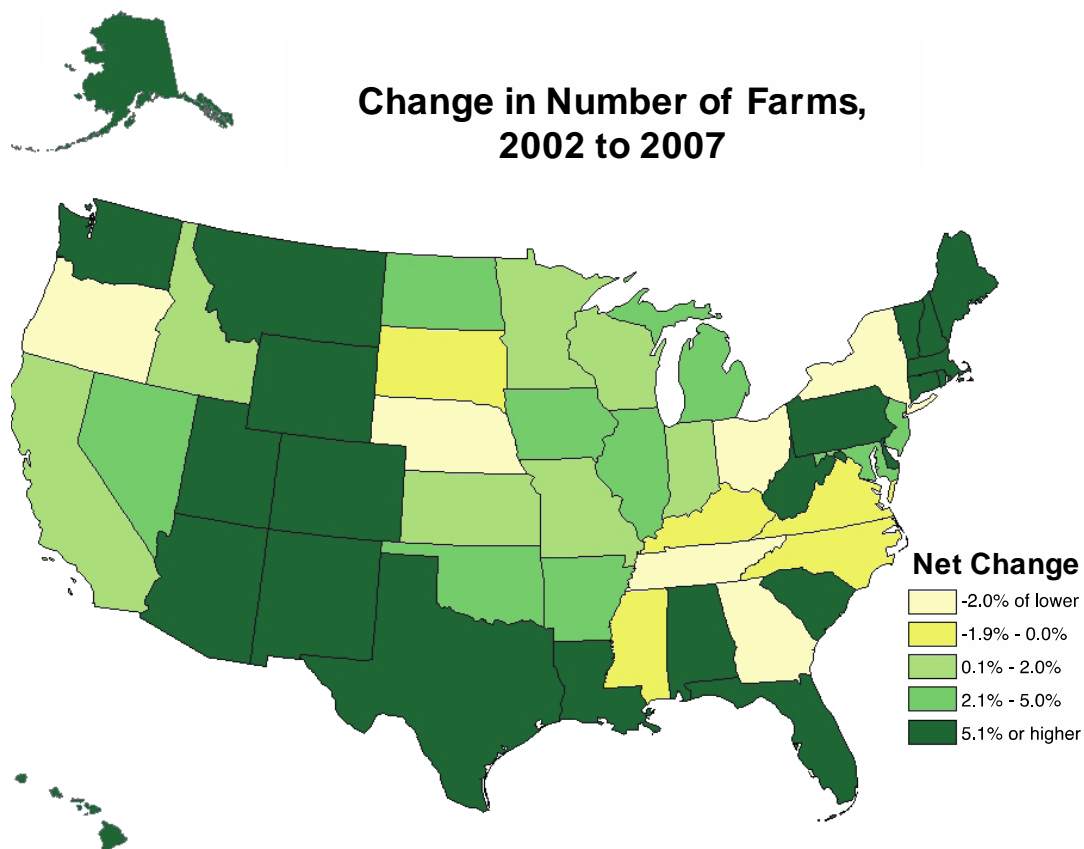 Change in Number of Farms,
2002 to 2007
Net Change
-2.0% of lower
-1.9% - 0.0%
0.1% - 2.0%
2.1% - 5.0%
5.1% or higher